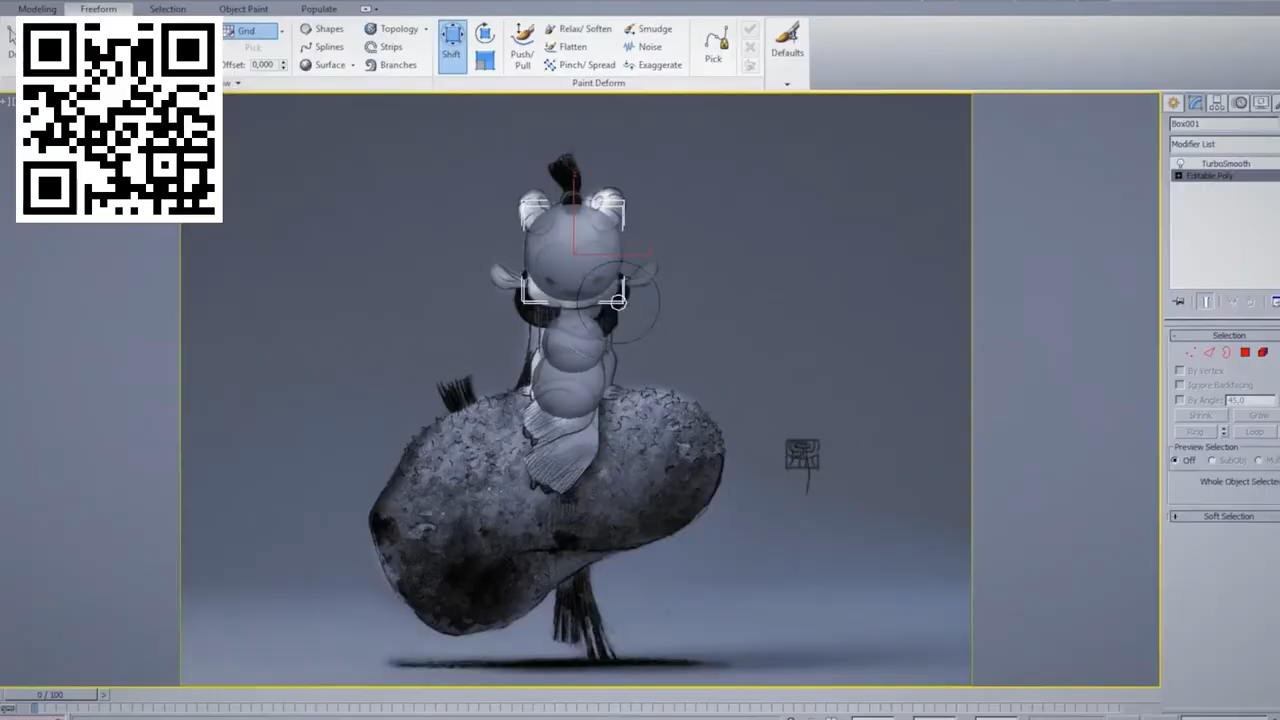 Modeling Freeform Selection Object Paint Populate
Grid Shapes Topology Relax/ Soften Smudge
Pick Splines Strips Shift Push/ Pull Flatten Noise Pick Defaults
Offset: 0,000 Surface Branches Pinch/ Spread Exaggerate
Paint Deform
Box001
Modifier List
TurboSmooth
Editable Poly
Selection
By Vertex
Ignore Backfacing
By Angle: 45,0
Shrink Grow
Ring Loop
Preview Selection
Off SubObj
Whole Object Selecte
Soft Selection
0 / 100